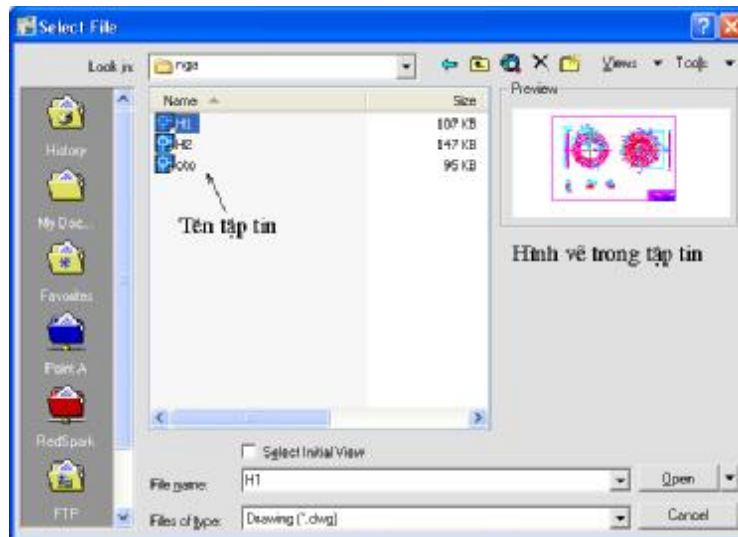 Select File
Look in:
nga
Views
Tools
Name
Size
Preview
H1
107 KB
H2
147 KB
oto
95 KB
History
My Doc...
Favorites
Point A
RedSpark
FTP
Tên tập tin
Hình vẽ trong tập tin
Select Initial View
File name:
H1
Open
Files of type:
Drawing (*.dwg)
Cancel